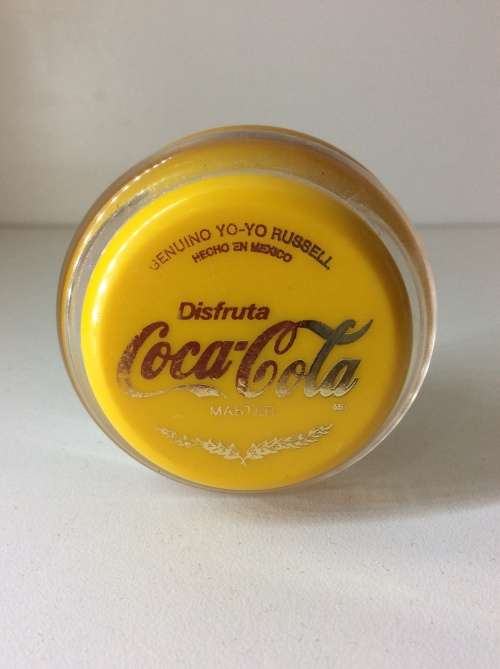 GENUINO YO-YO RUSSELL
HECHO EN MEXICO
Disfruta
Coca-Cola
MASTER